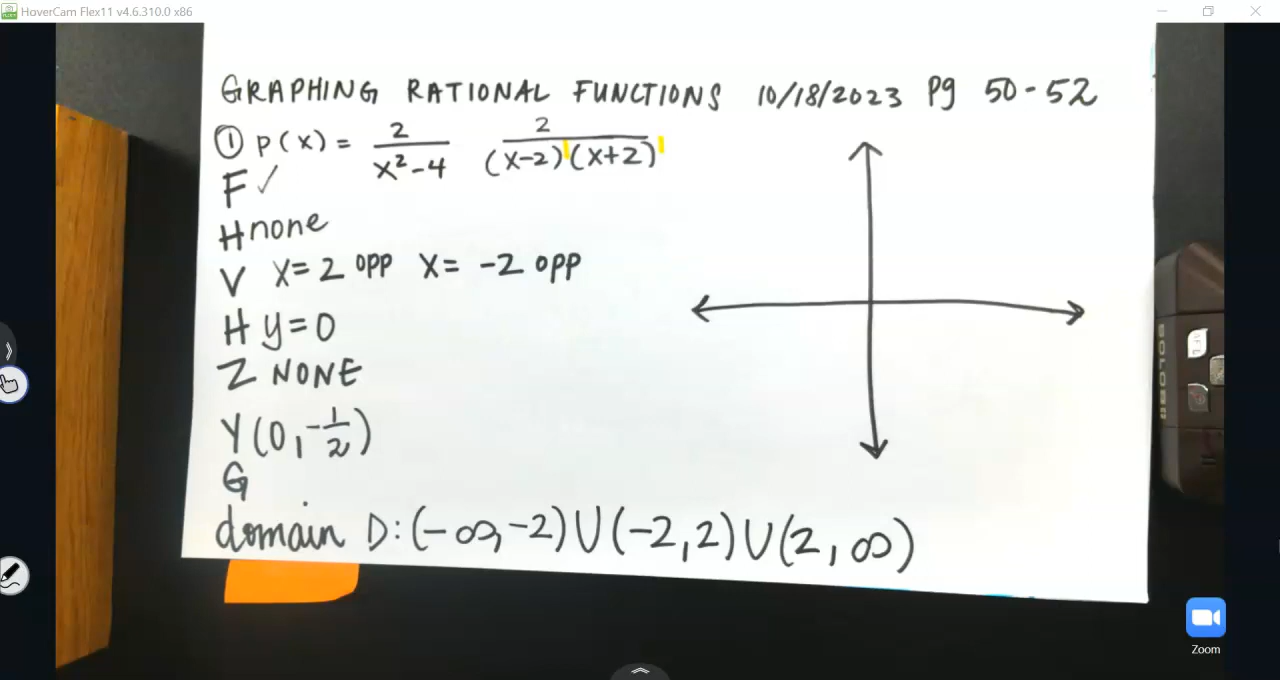 HoverCam Flex11 v4.6.310.0 x86
GRAPHING RATIONAL FUNCTIONS 10/18/2023 Pg 50-52
① P(x) = 2/(x²-4) 2/((x-2)'(x+2)')
F ✓
H none
V x=2 opp x= -2 opp
H y=0
Z NONE
Y (0,-1/2)
G
domain D: (-∞,-2)U(-2,2)U(2,∞)
SOLO
Zoom